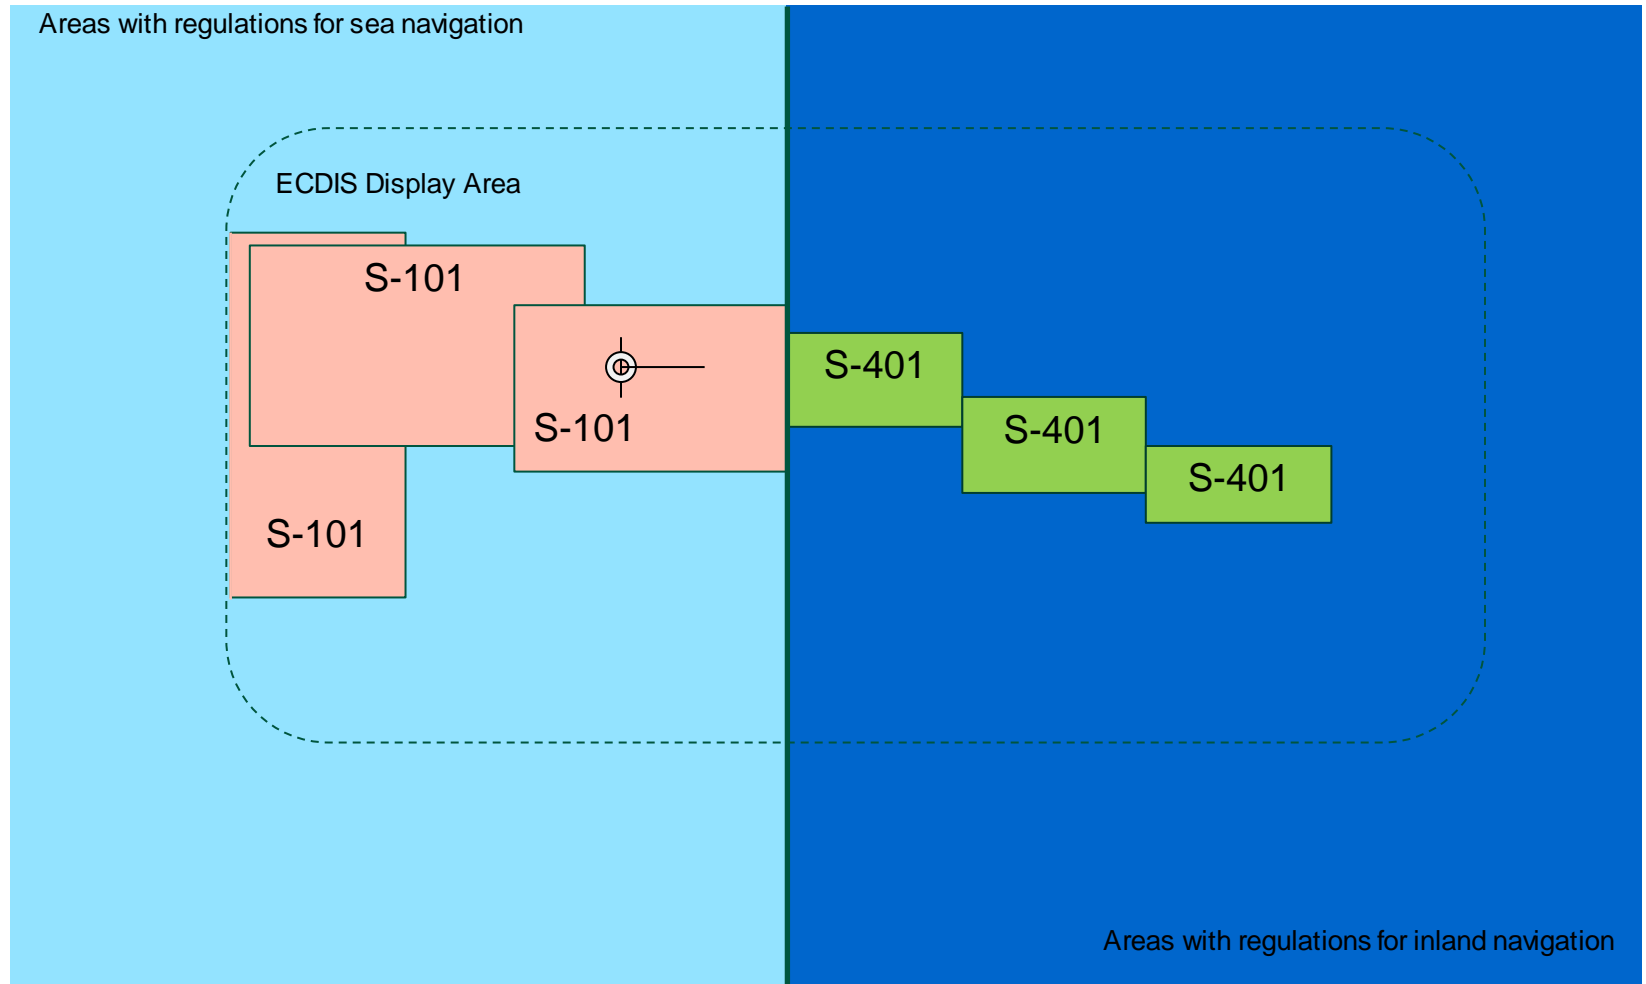 Areas with regulations for sea navigation
ECDIS Display Area
S-101
S-401
S-101
S-401
S-401
S-101
Areas with regulations for inland navigation